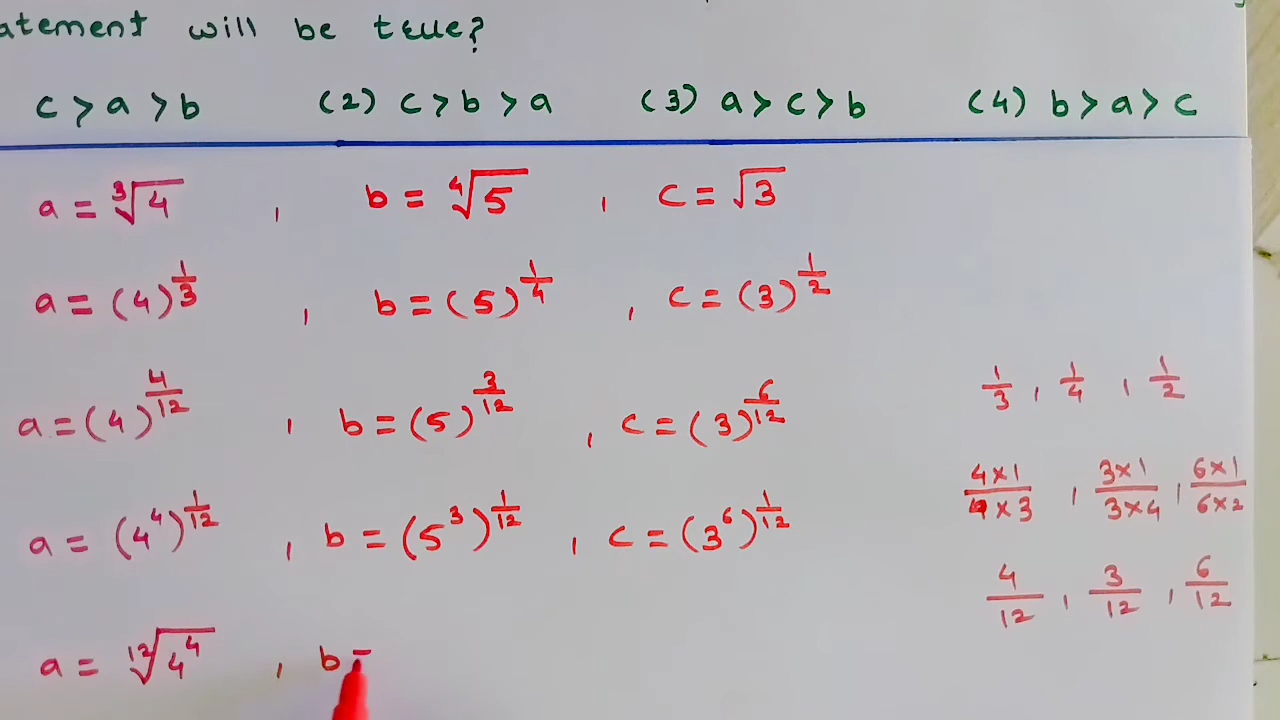 atement will be true?
c > a > b (2) c > b > a (3) a > c > b (4) b > a > c
a = ∛4 , b = ∜5 , c = √3
a = (4)^(1/3) , b = (5)^(1/4) , c = (3)^(1/2)
1/3 , 1/4 , 1/2
a = (4)^(4/12) , b = (5)^(3/12) , c = (3)^(6/12)
4×1/4×3 , 3×1/3×4 , 6×1/6×2
a = (4^4)^(1/12) , b = (5^3)^(1/12) , c = (3^6)^(1/12)
4/12 , 3/12 , 6/12
a = ¹²√4^4 , b =